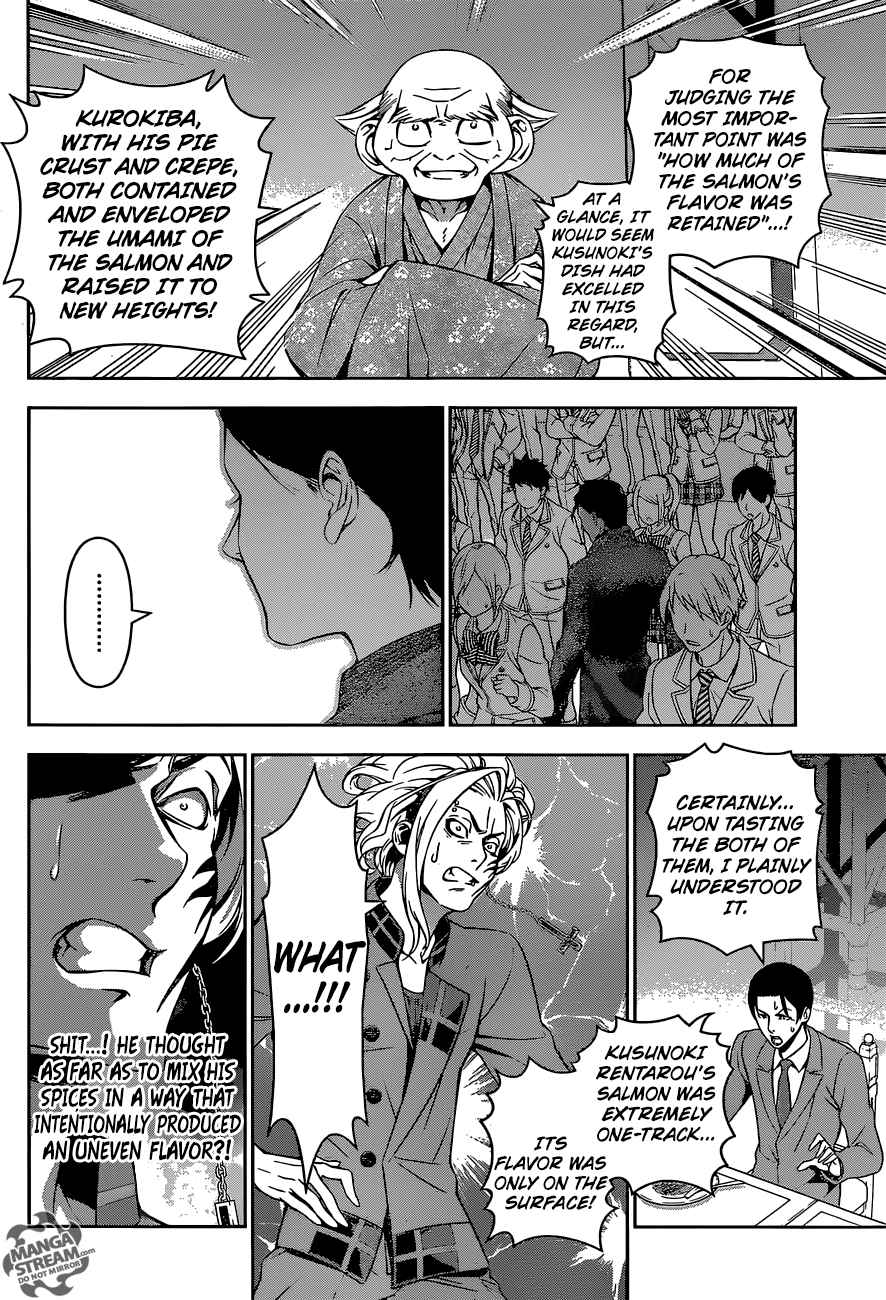 FOR
JUDGING THE
MOST IMPOR-
TANT POINT WAS
"HOW MUCH OF
THE SALMON'S
FLAVOR WAS
RETAINED"...!
AT A
GLANCE, IT
WOULD SEEM
KUSUNOKI'S
DISH HAD
EXCELLED
IN THIS
REGARD,
BUT...
KUROKIBA,
WITH HIS PIE
CRUST AND CREPE,
BOTH CONTAINED
AND ENVELOPED
THE UMAMI OF
THE SALMON AND
RAISED IT TO
NEW HEIGHTS!
..........
CERTAINLY...
UPON TASTING
THE BOTH OF
THEM, I PLAINLY
UNDERSTOOD
IT.
KUSUNOKI
RENTAROU'S
SALMON WAS
EXTREMELY
ONE-TRACK...
ITS
FLAVOR WAS
ONLY ON THE
SURFACE!
WHAT
...!!!
SHIT...! HE THOUGHT
AS FAR AS TO MIX HIS
SPICES IN A WAY THAT
INTENTIONALLY PRODUCED
AN UNEVEN FLAVOR?!
MANGA
STREAM.com
DO NOT MIRROR!